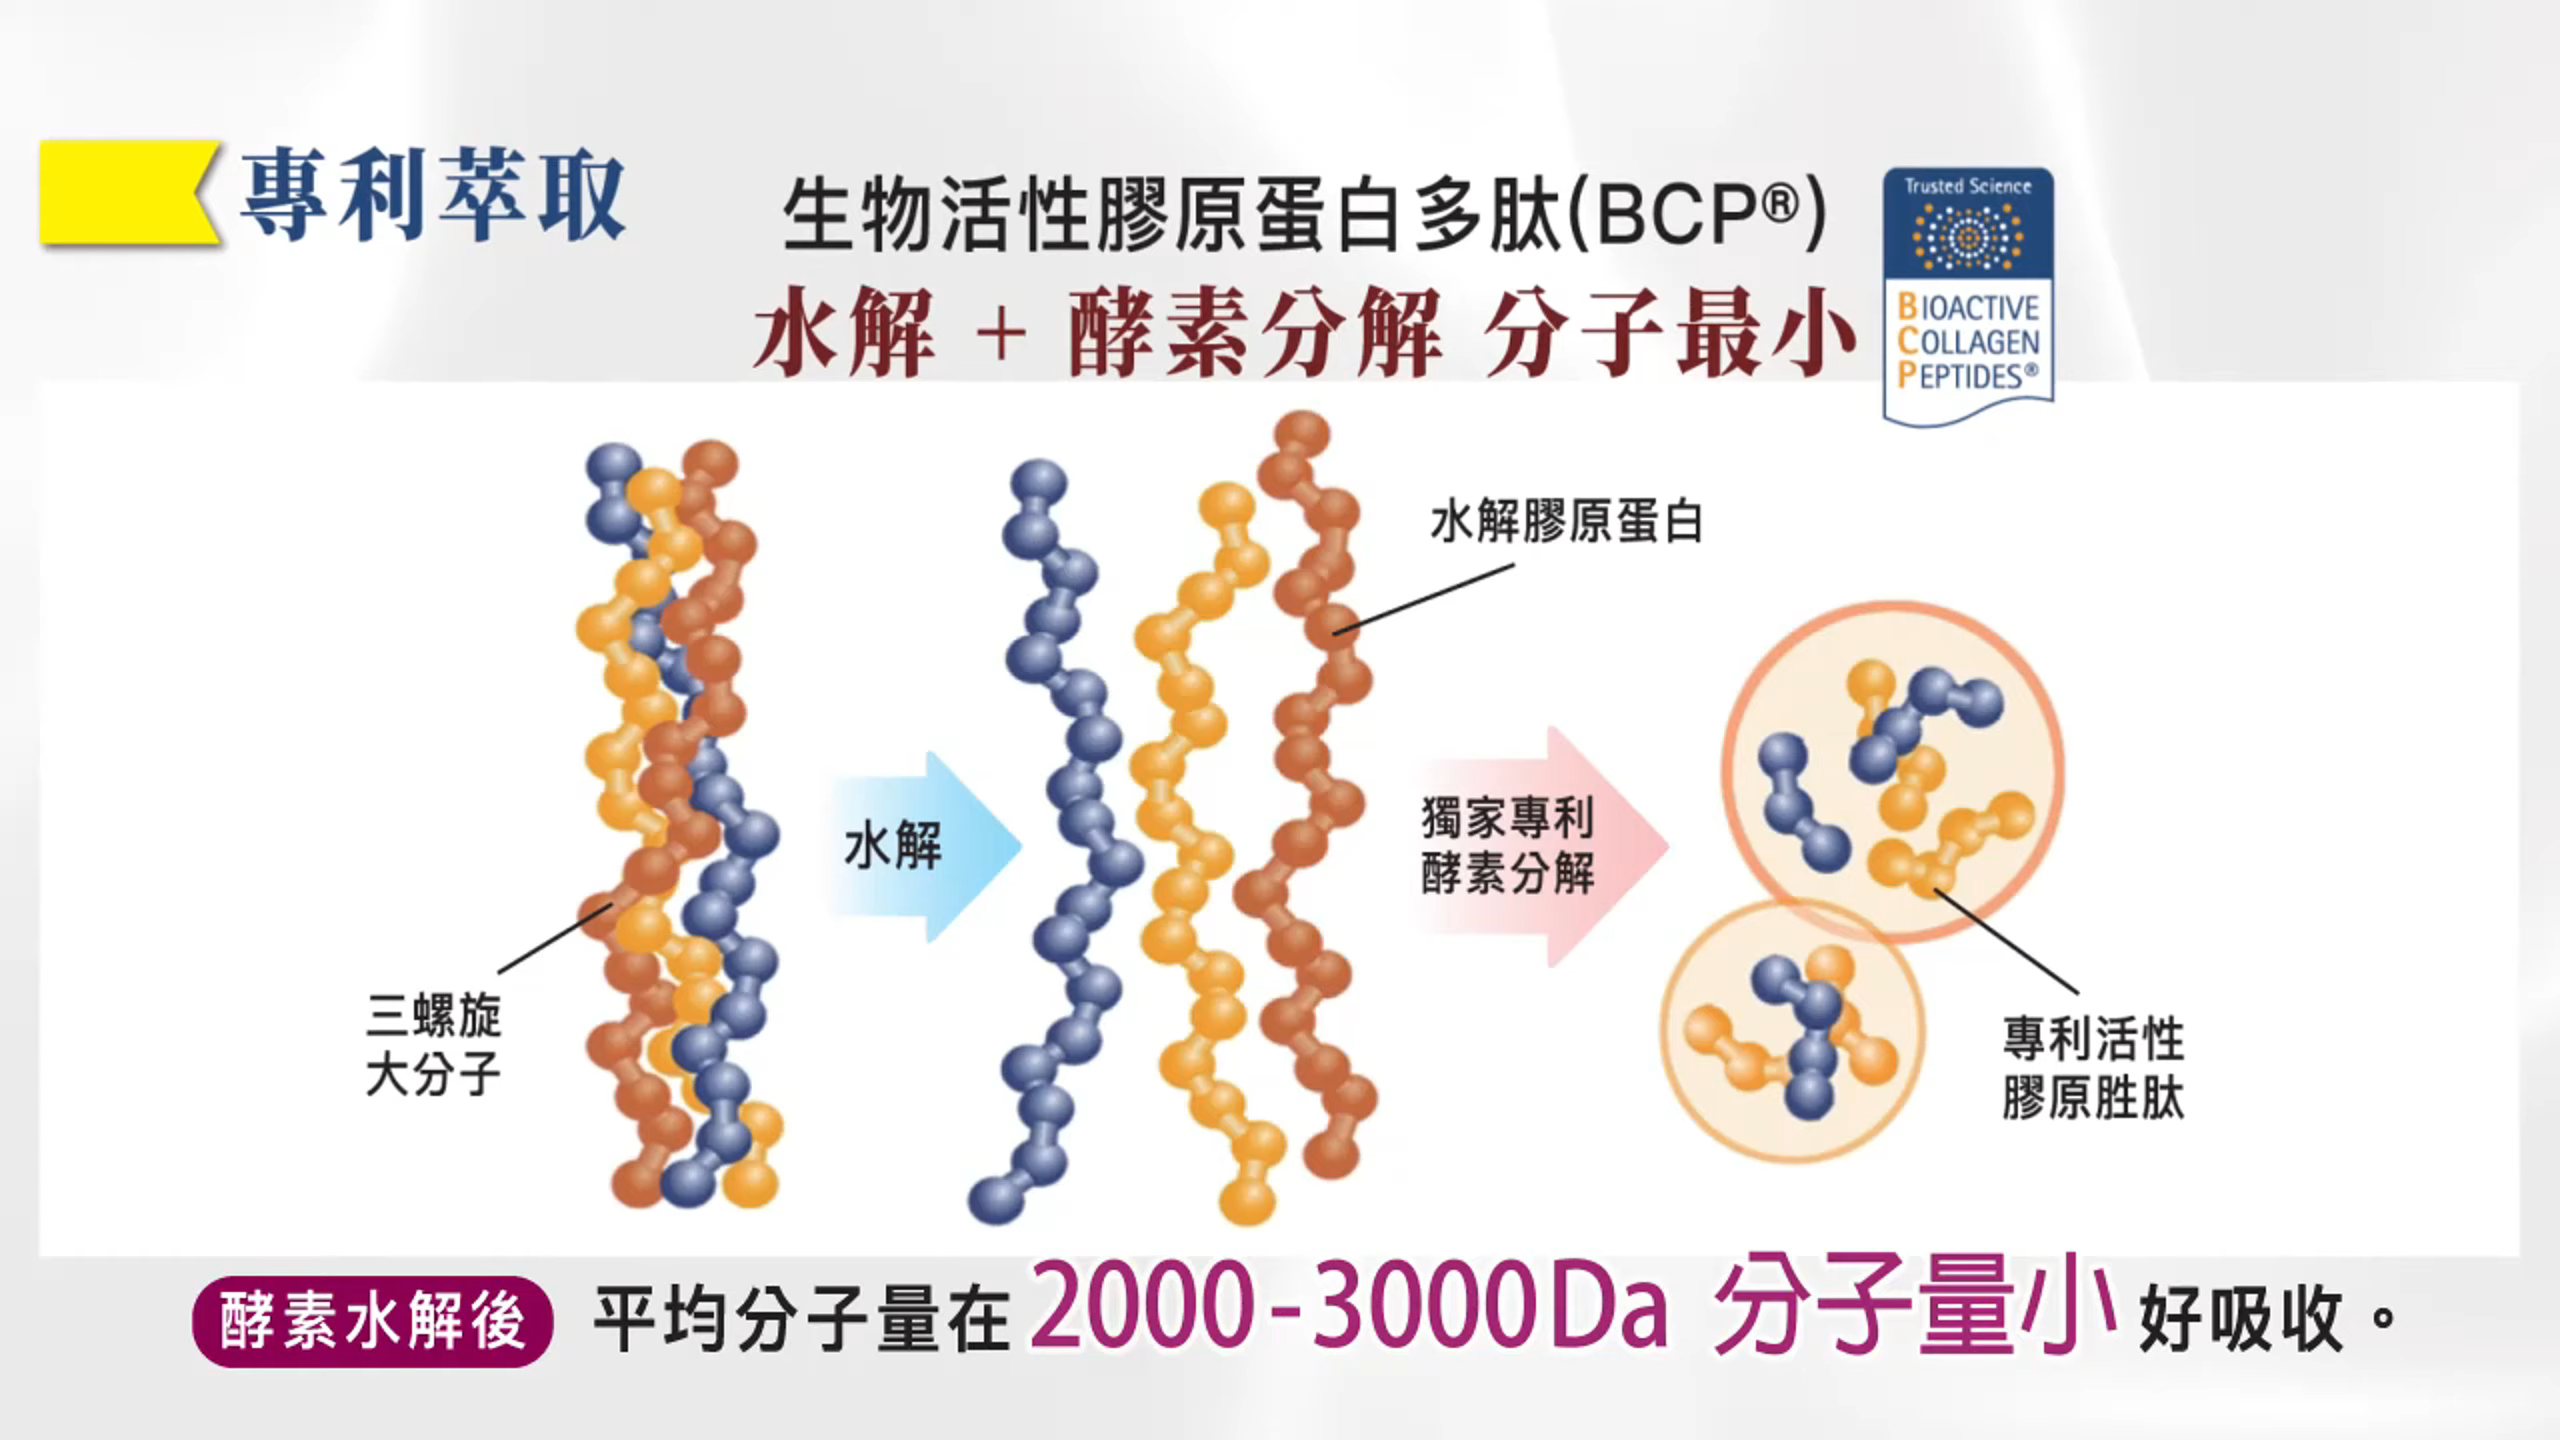 專利萃取
生物活性膠原蛋白多肽(BCP®)
水解 + 酵素分解 分子最小
Trusted Science
BIOACTIVE
COLLAGEN
PEPTIDES®
水解膠原蛋白
水解
獨家專利
酵素分解
三螺旋
大分子
專利活性
膠原胜肽
酵素水解後 平均分子量在2000-3000Da 分子量小 好吸收。